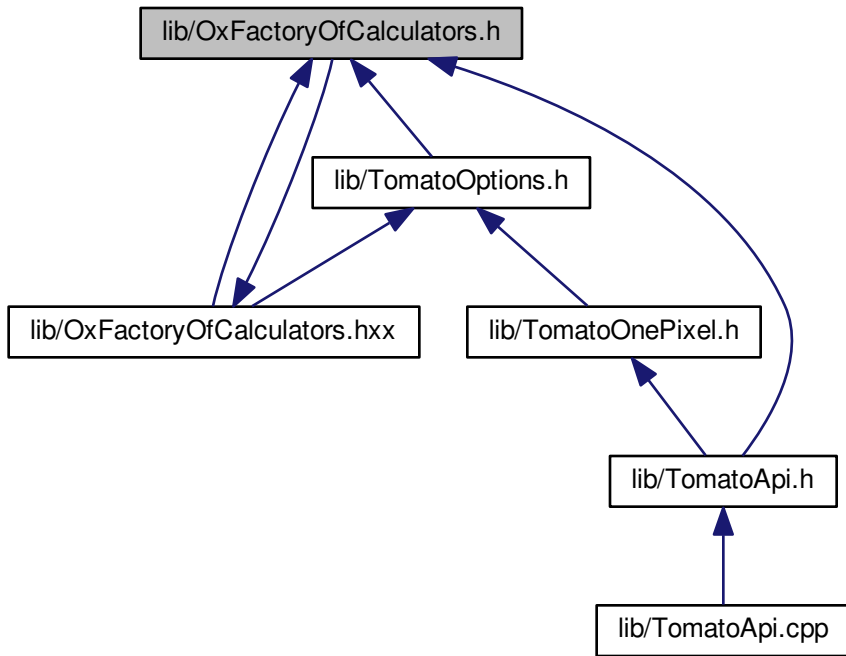 lib/OxFactoryOfCalculators.h
lib/TomatoOptions.h
lib/OxFactoryOfCalculators.hxx
lib/TomatoOnePixel.h
lib/TomatoApi.h
lib/TomatoApi.cpp